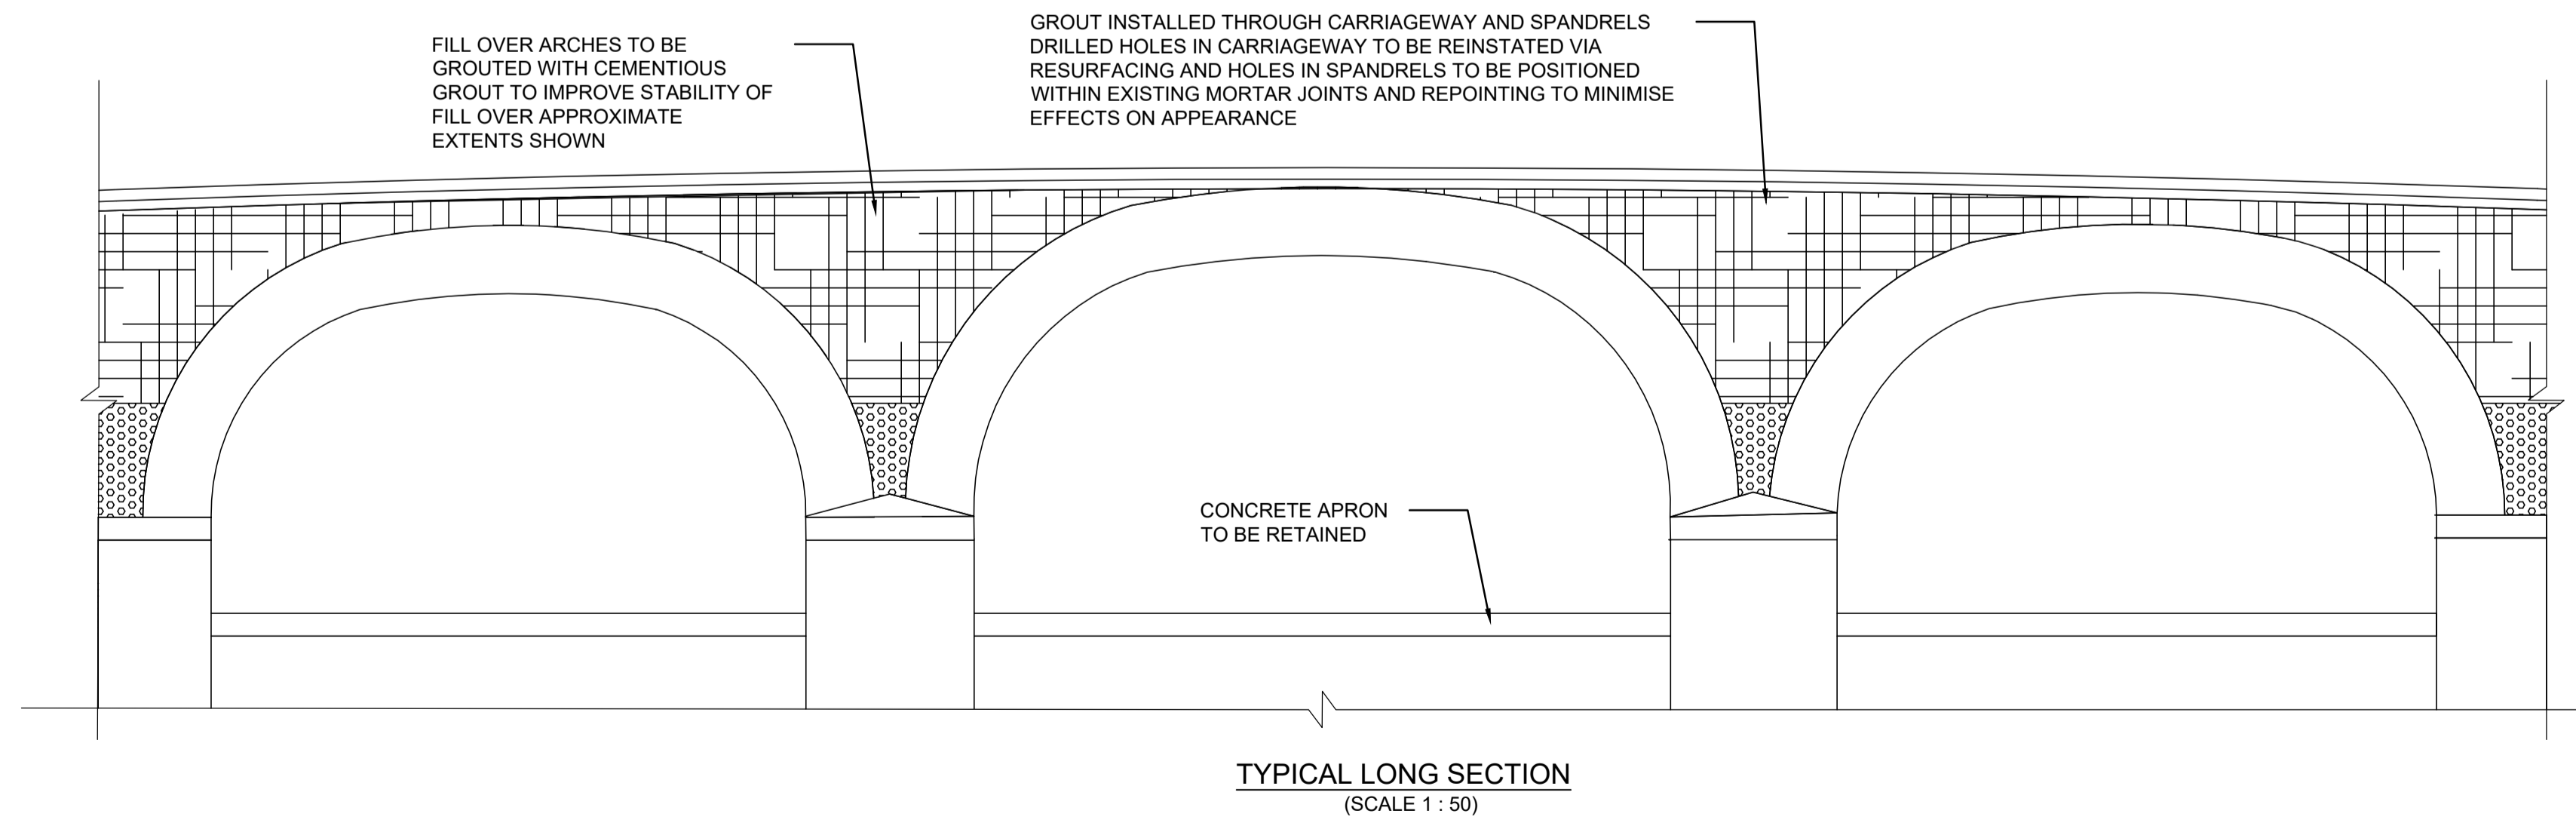 FILL OVER ARCHES TO BE
GROUTED WITH CEMENTIOUS
GROUT TO IMPROVE STABILITY OF
FILL OVER APPROXIMATE
EXTENTS SHOWN
GROUT INSTALLED THROUGH CARRIAGEWAY AND SPANDRELS
DRILLED HOLES IN CARRIAGEWAY TO BE REINSTATED VIA
RESURFACING AND HOLES IN SPANDRELS TO BE POSITIONED
WITHIN EXISTING MORTAR JOINTS AND REPOINTING TO MINIMISE
EFFECTS ON APPEARANCE
CONCRETE APRON
TO BE RETAINED
TYPICAL LONG SECTION
(SCALE 1 : 50)